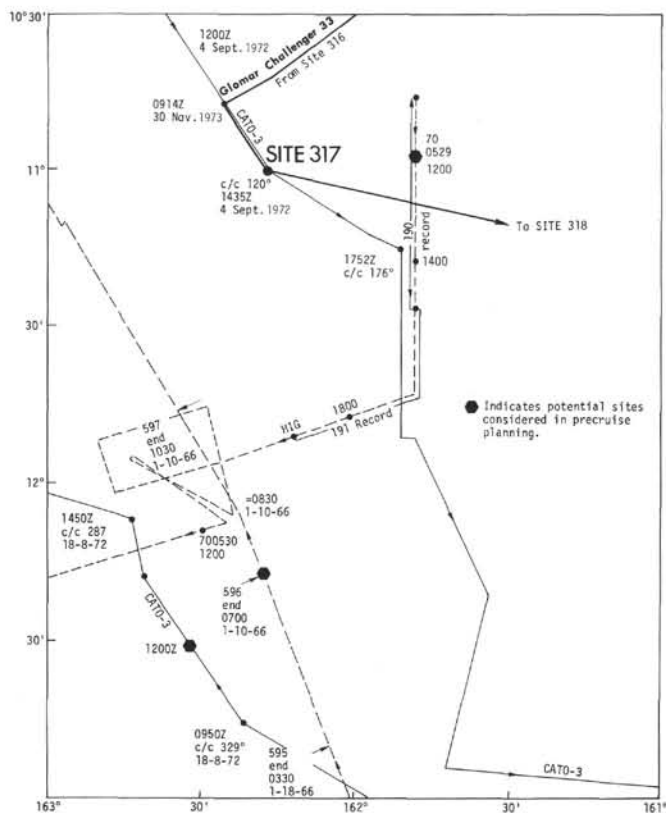 10°30'
1200Z
4 Sept.1972
Glomar Challenger 33
From Site 316
0914Z
30 Nov.1973
CATO-3
SITE 317
11°
c/c 120°
1435Z
4 Sept.1972
70
0529
1200
To SITE 318
190
record
1752Z
c/c 176°
1400
30'
Indicates potential sites
considered in precruise
planning.
1800
HIG
191 Record
597
end
1030
1-10-66
12°
=0830
1-10-66
1450Z
c/c 287
18-8-72
700530
1200
596
end
0700
1-10-66
CATO-3
30'
1200Z
0950Z
c/c 329°
18-8-72
595
end
0330
1-18-66
CATO-3
163°
30'
162°
30'
161°